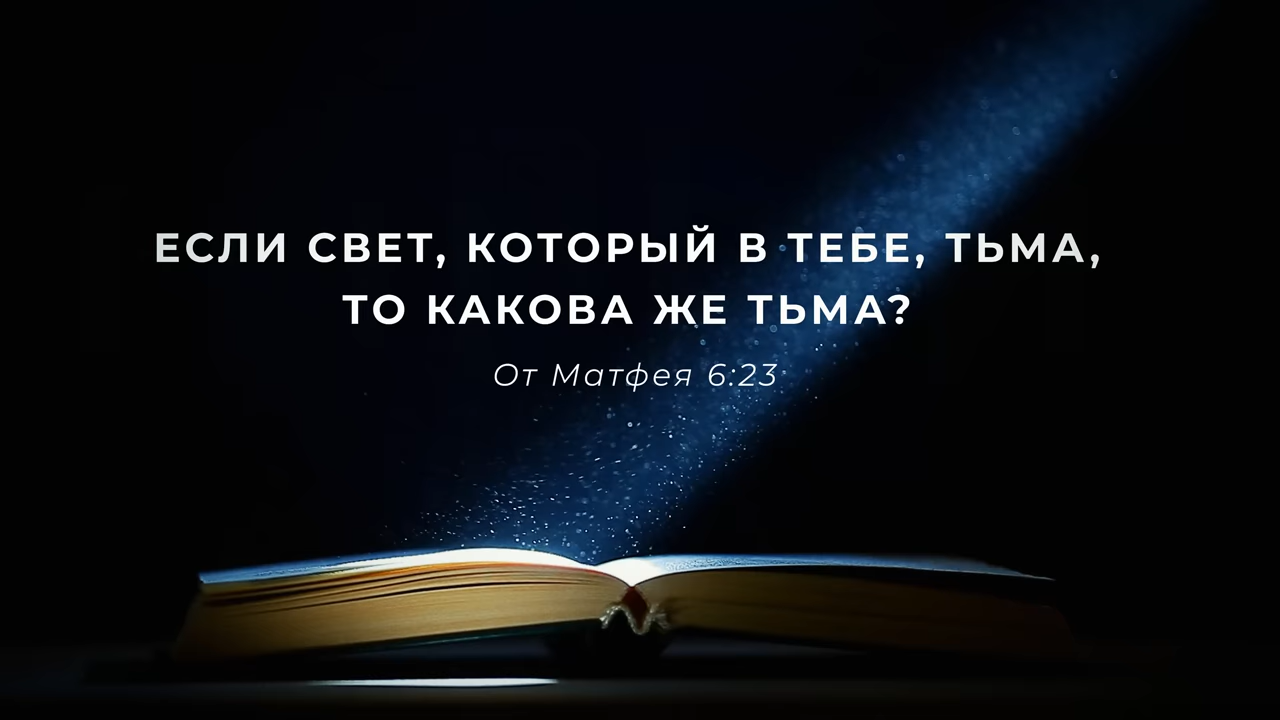 ЕСЛИ СВЕТ, КОТОРЫЙ В ТЕБЕ, ТЬМА,
ТО КАКОВА ЖЕ ТЬМА?
От Матфея 6:23